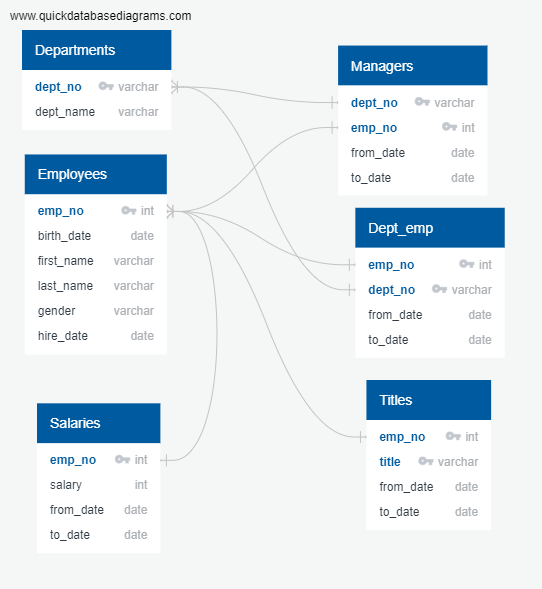 www.quickdatabasediagrams.com
Departments
dept_no varchar
dept_name varchar
Employees
emp_no int
birth_date date
first_name varchar
last_name varchar
gender varchar
hire_date date
Salaries
emp_no int
salary int
from_date date
to_date date
Managers
dept_no varchar
emp_no int
from_date date
to_date date
Dept_emp
emp_no int
dept_no varchar
from_date date
to_date date
Titles
emp_no int
title varchar
from_date date
to_date date